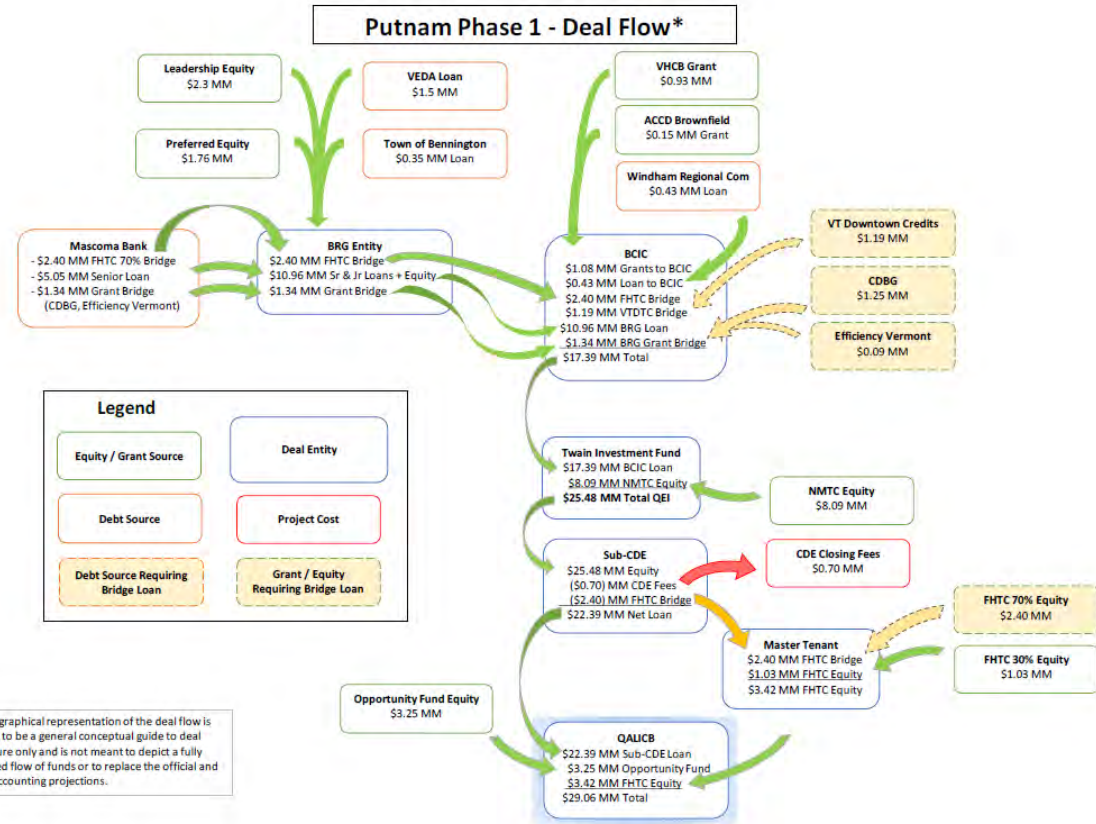 Putnam Phase 1 - Deal Flow*
Leadership Equity
$2.3 MM
VEDA Loan
$1.5 MM
VHCB Grant
$0.93 MM
Preferred Equity
$1.76 MM
Town of Bennington
$0.35 MM Loan
ACCD Brownfield
$0.15 MM Grant
Windham Regional Com
$0.43 MM Loan
Mascoma Bank
- $2.40 MM FHTC 70% Bridge
- $5.05 MM Senior Loan
- $1.34 MM Grant Bridge
(CDBG, Efficiency Vermont)
BRG Entity
$2.40 MM FHTC Bridge
$10.96 MM Sr & Jr Loans + Equity
$1.34 MM Grant Bridge
BCIC
$1.08 MM Grants to BCIC
$0.43 MM Loan to BCIC
$2.40 MM FHTC Bridge
$1.19 MM VTDTC Bridge
$10.96 MM BRG Loan
$1.34 MM BRG Grant Bridge
$17.39 MM Total
VT Downtown Credits
$1.19 MM
CDBG
$1.25 MM
Efficiency Vermont
$0.09 MM
Legend
Equity / Grant Source
Deal Entity
Debt Source
Project Cost
Debt Source Requiring
Bridge Loan
Grant / Equity
Requiring Bridge Loan
Twain Investment Fund
$17.39 MM BCIC Loan
$8.09 MM NMTC Equity
$25.48 MM Total QEI
NMTC Equity
$8.09 MM
Sub-CDE
$25.48 MM Equity
($0.70) MM CDE Fees
($2.40) MM FHTC Bridge
$22.39 MM Net Loan
CDE Closing Fees
$0.70 MM
Master Tenant
$2.40 MM FHTC Bridge
$1.03 MM FHTC Equity
$3.42 MM FHTC Equity
FHTC 70% Equity
$2.40 MM
FHTC 30% Equity
$1.03 MM
Opportunity Fund Equity
$3.25 MM
QALICB
$22.39 MM Sub-CDE Loan
$3.25 MM Opportunity Fund
$3.42 MM FHTC Equity
$29.06 MM Total
graphical representation of the deal flow is
to be a general conceptual guide to deal
ure only and is not meant to depict a fully
ed flow of funds or to replace the official and
ccounting projections.